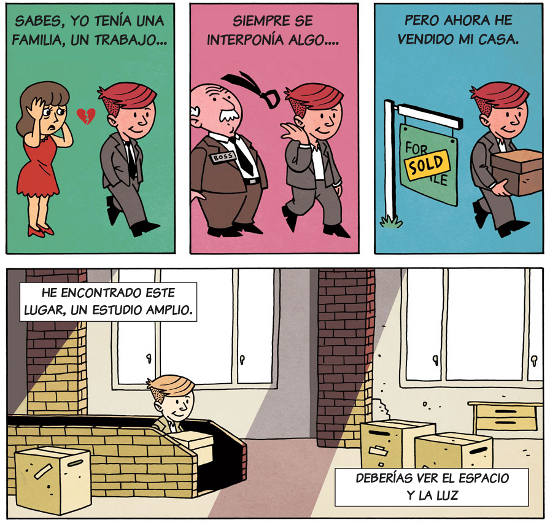 SABES, YO TENÍA UNA
FAMILIA, UN TRABAJO...
SIEMPRE SE
INTERPONÍA ALGO....
BOSS
PERO AHORA HE
VENDIDO MI CASA.
FOR
SOLD
LE
HE ENCONTRADO ESTE
LUGAR, UN ESTUDIO AMPLIO.
DEBERÍAS VER EL ESPACIO
Y LA LUZ